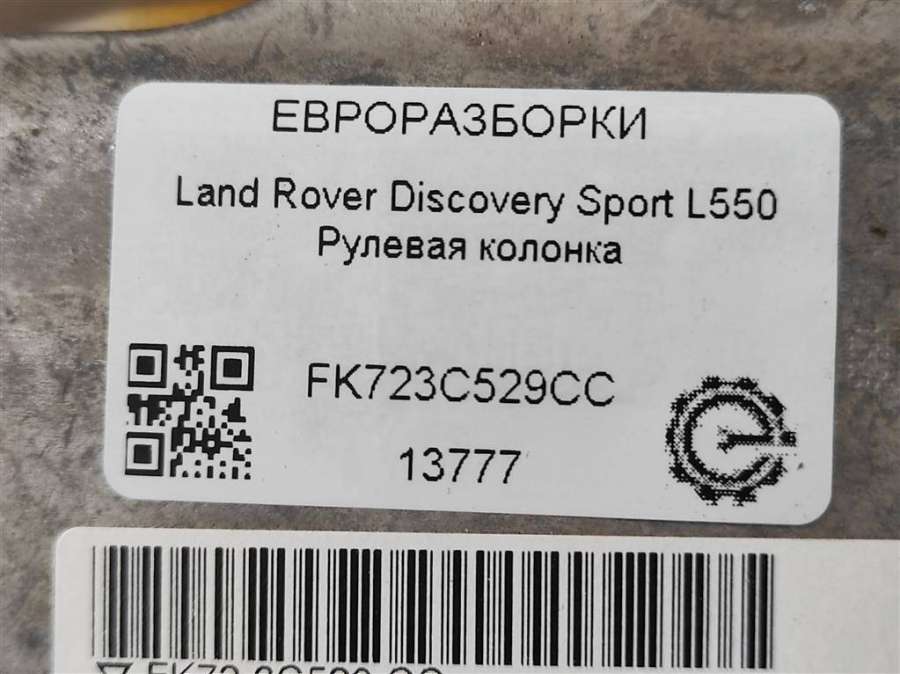 ЕВРОРАЗБОРКИ
Land Rover Discovery Sport L550
Рулевая колонка
FK723C529CC
13777